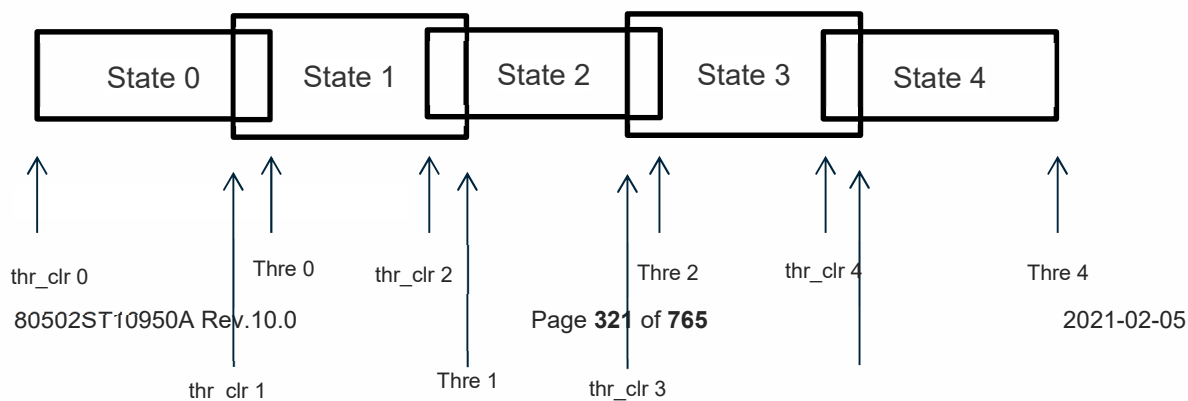 State 0 State 1 State 2 State 3 State 4
thr_clr 0 Thre 0 thr_clr 2 Thre 2 thr_clr 4 Thre 4
80502ST10950A Rev.10.0 Page 321 of 765 2021-02-05
thr_clr 1 Thre 1 thr_clr 3